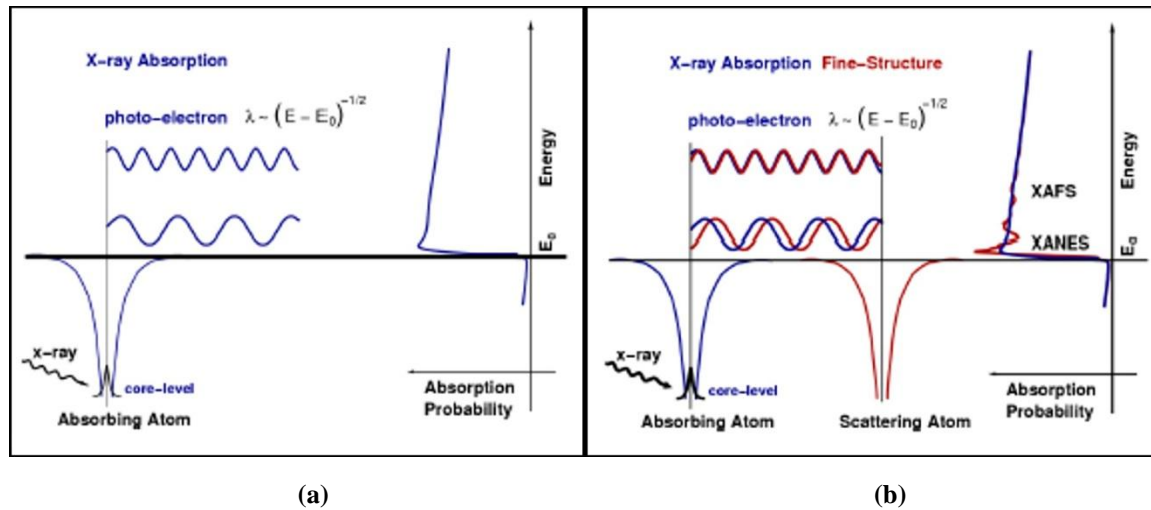 X-ray Absorption
photo-electron λ ~ (E - E₀)^-1/2
Energy
E₀
x-ray
core-level
Absorbing Atom
Absorption
Probability
(a)
X-ray Absorption Fine-Structure
photo-electron λ ~ (E - E₀)^-1/2
Energy
XAFS
XANES
E₀
x-ray
core-level
Absorbing Atom
Scattering Atom
Absorption
Probability
(b)